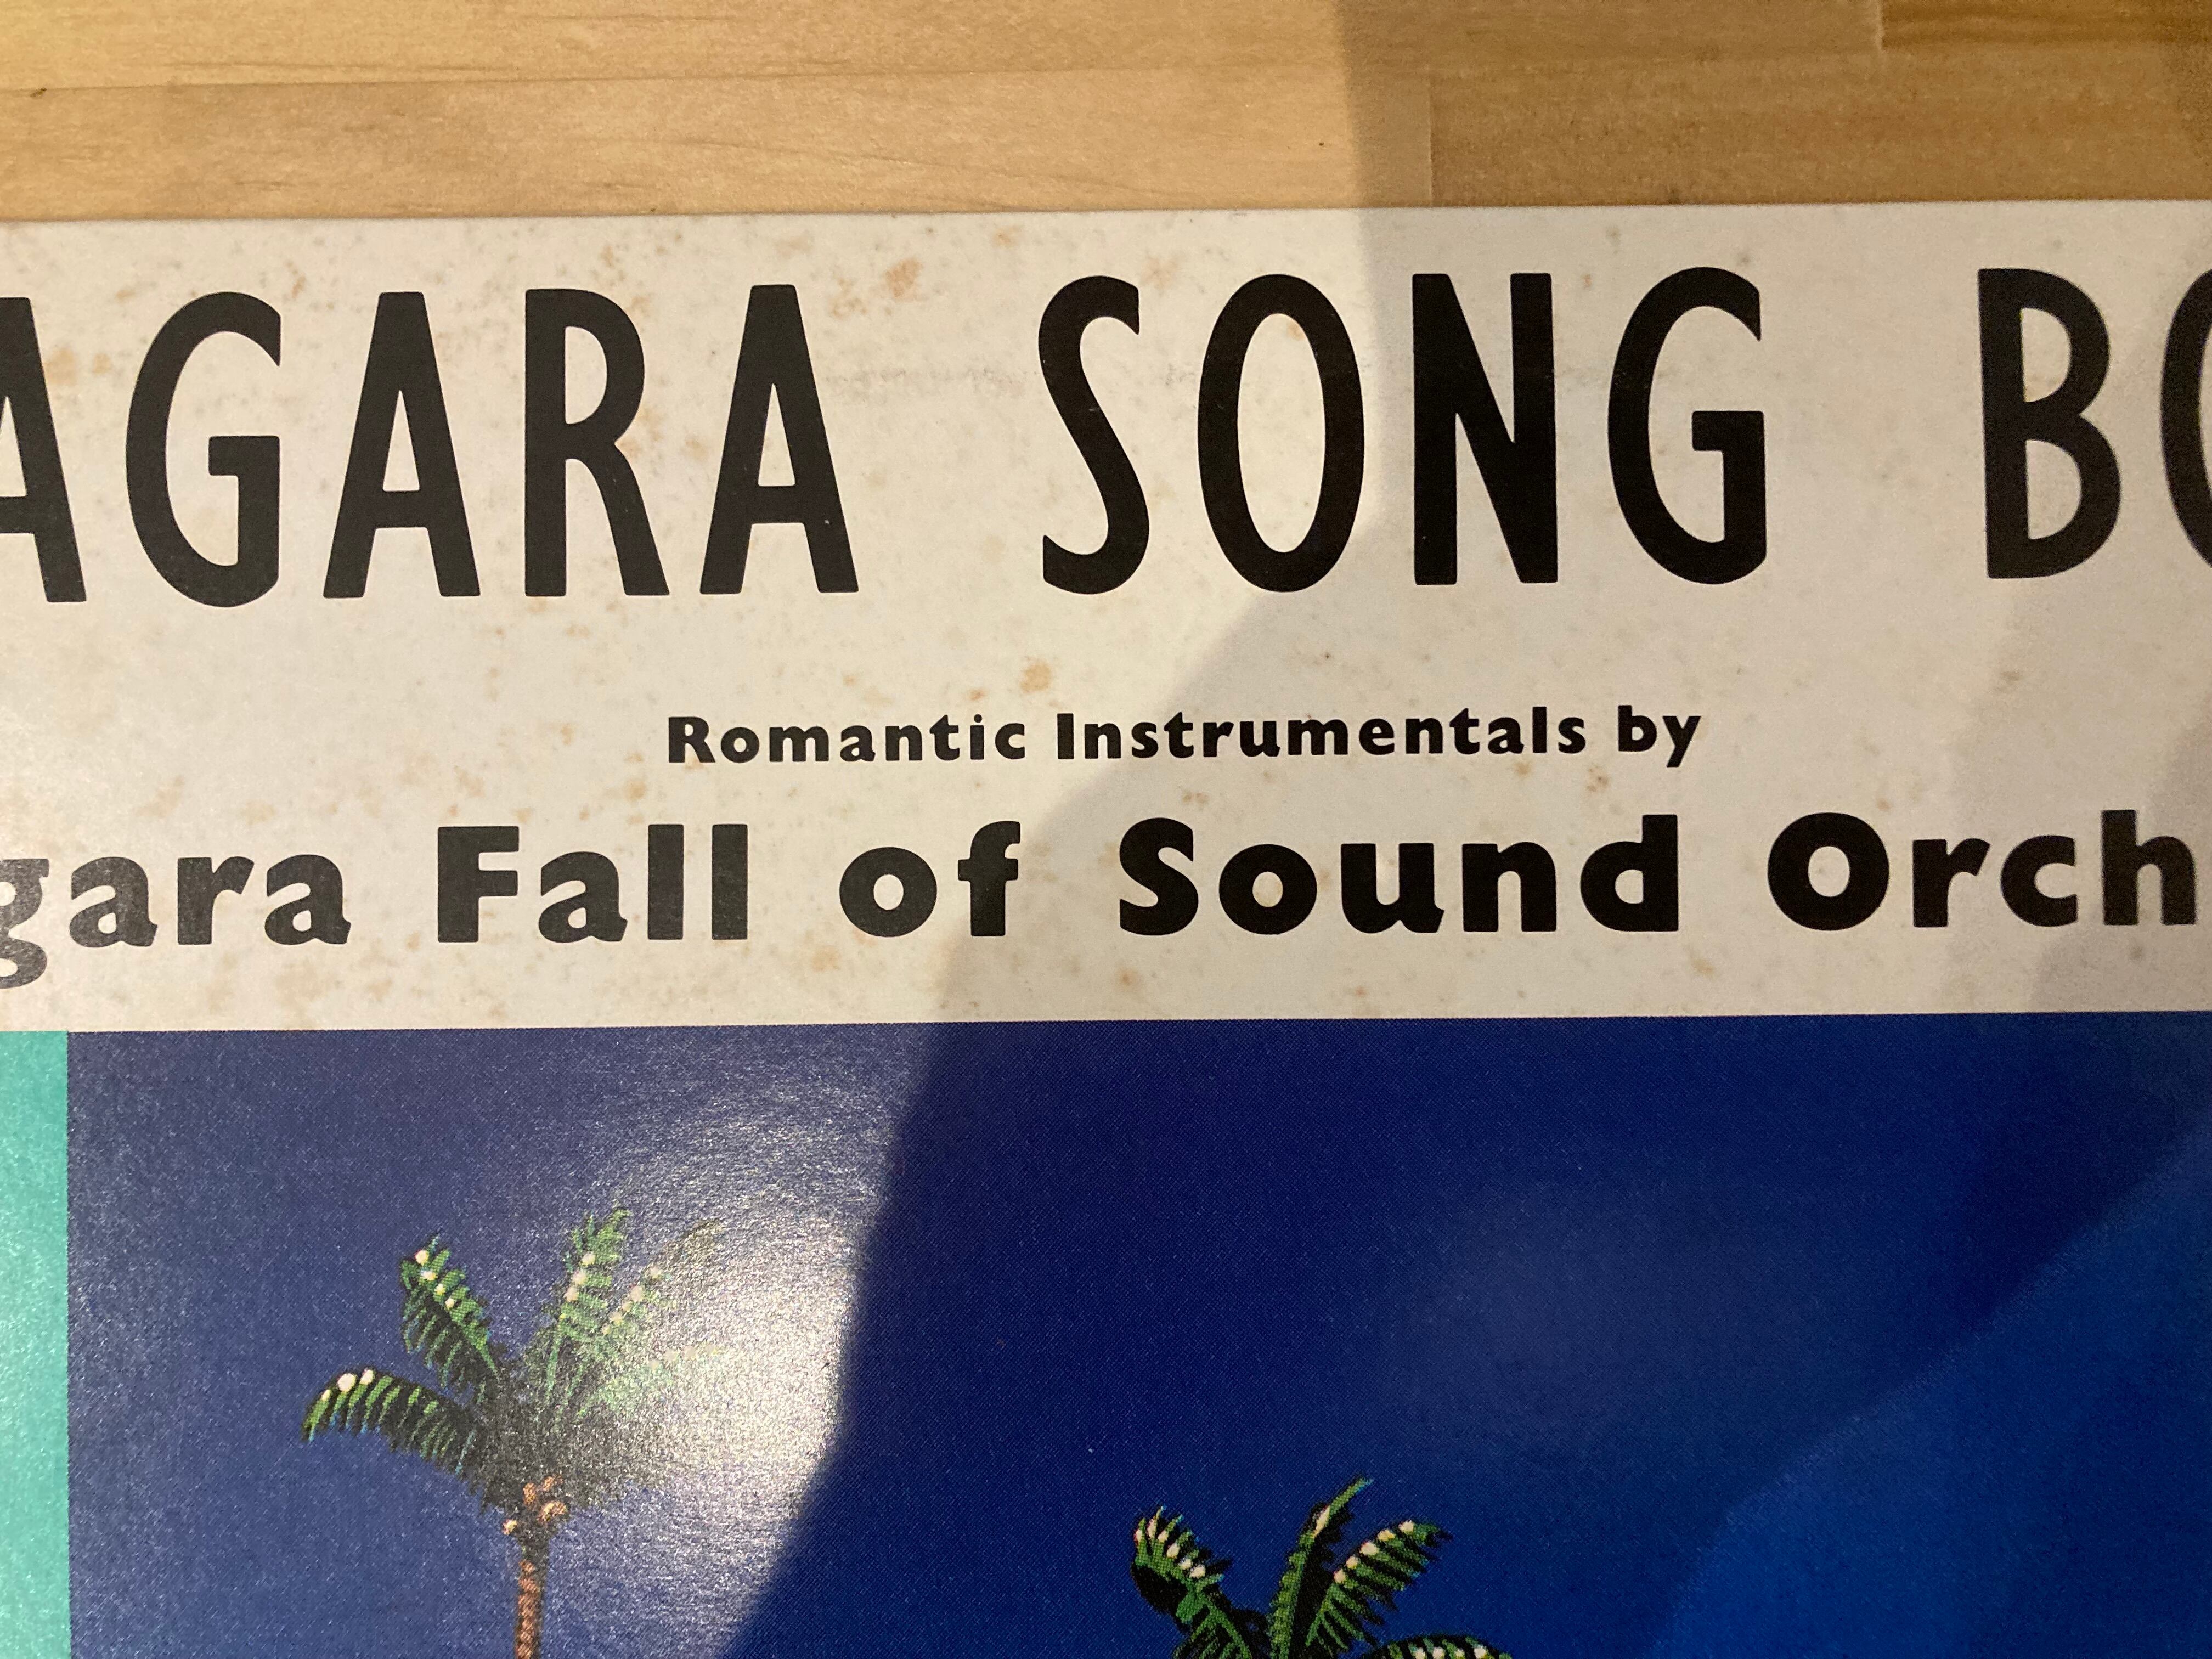 AGARA SONG BO
Romantic Instrumentals by
gara Fall of Sound Orch